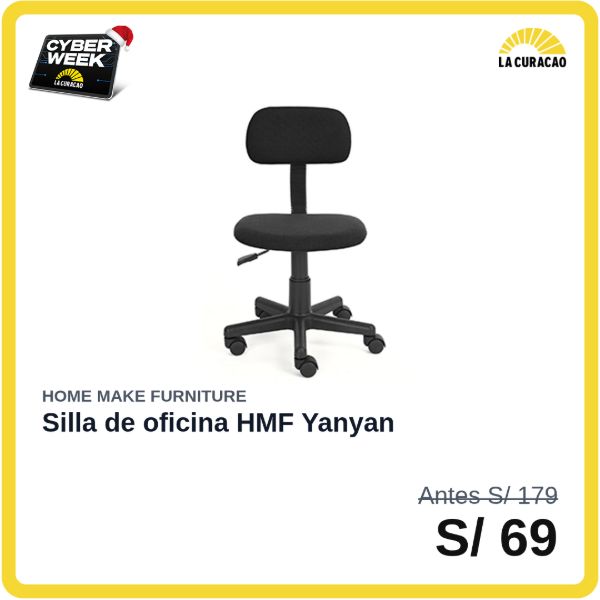 CYBER
WEEK
LA CURACAO
LA CURACAO
HOME MAKE FURNITURE
Silla de oficina HMF Yanyan
Antes S/ 179
S/ 69